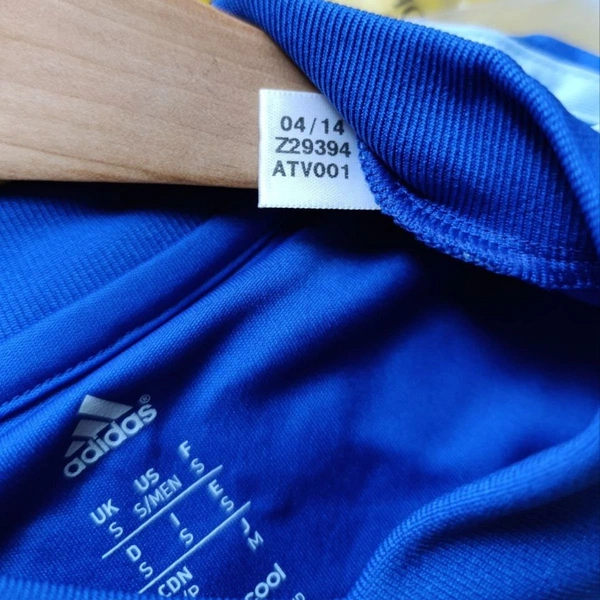 04/14
Z29394
ATV001
adidas®
UK US F
S S/MEN S
D I E J
S S S M
CDN
cool